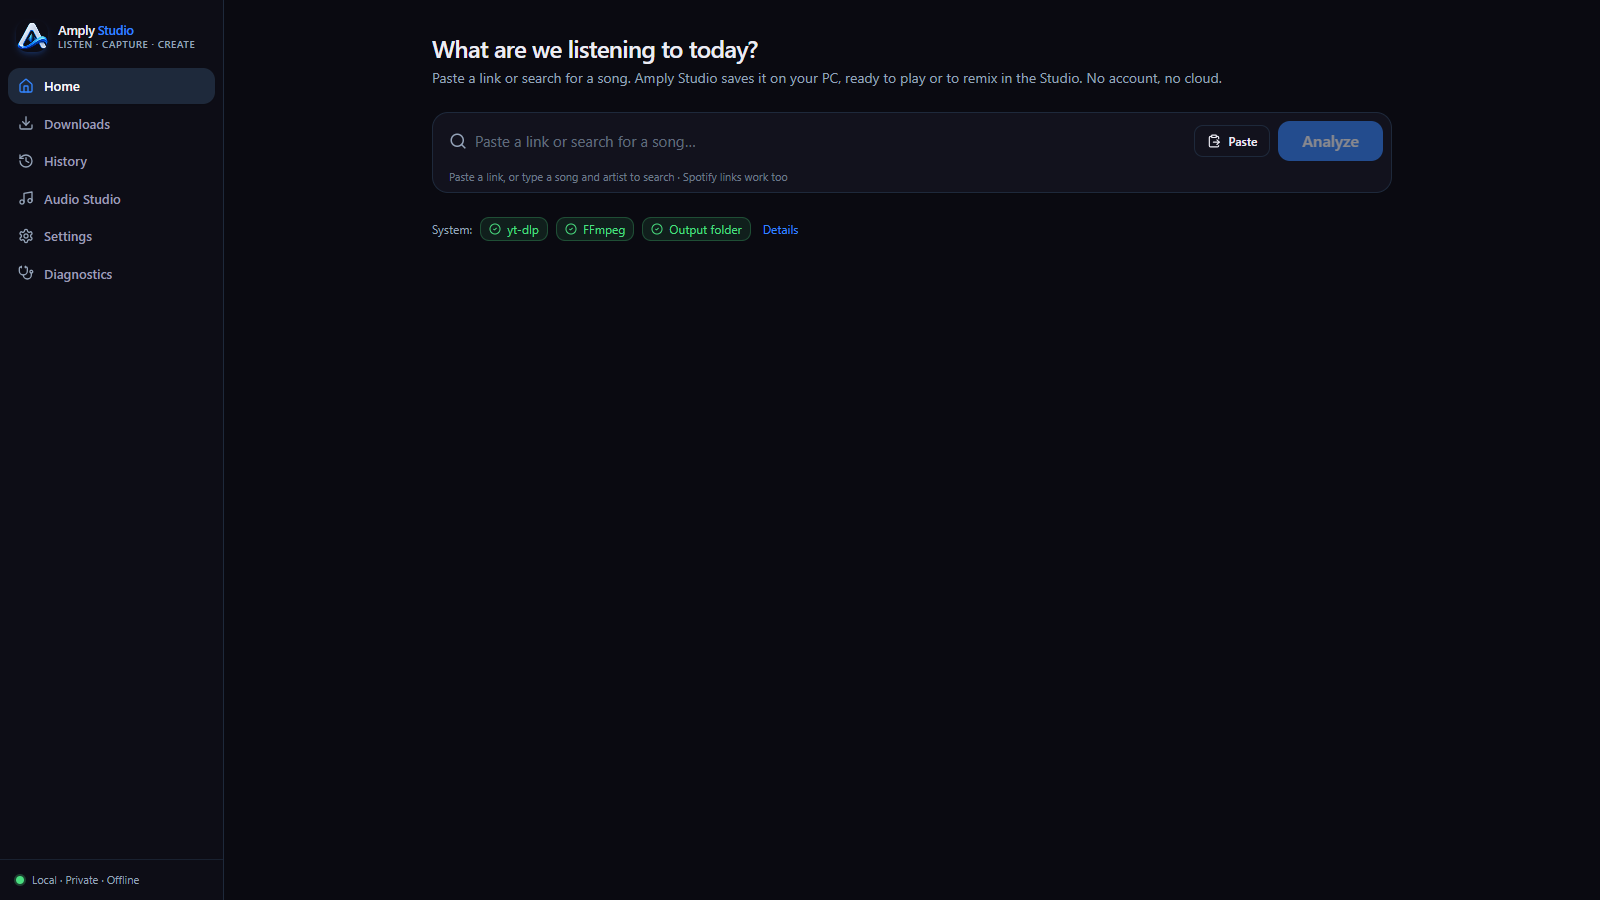 Amply Studio
LISTEN · CAPTURE · CREATE
Home
Downloads
History
Audio Studio
Settings
Diagnostics
Local · Private · Offline
What are we listening to today?
Paste a link or search for a song. Amply Studio saves it on your PC, ready to play or to remix in the Studio. No account, no cloud.
Paste a link or search for a song...
Paste
Analyze
Paste a link, or type a song and artist to search · Spotify links work too
System: yt-dlp FFmpeg Output folder Details